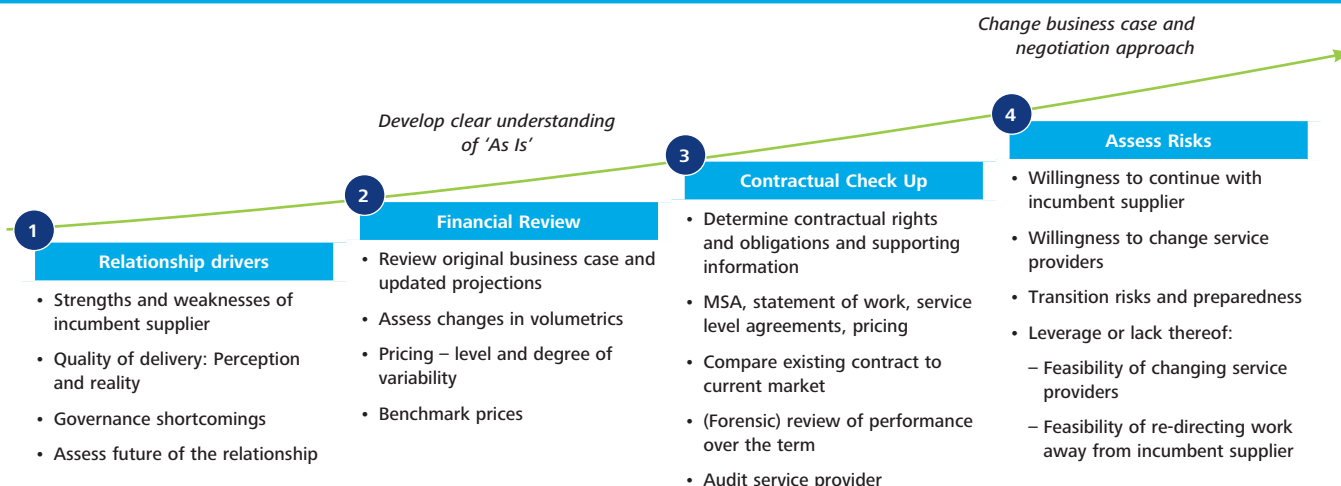 Change business case and
negotiation approach
Develop clear understanding
of ‘As Is’
1
Relationship drivers
• Strengths and weaknesses of
incumbent supplier
• Quality of delivery: Perception
and reality
• Governance shortcomings
• Assess future of the relationship
2
Financial Review
• Review original business case and
updated projections
• Assess changes in volumetrics
• Pricing – level and degree of
variability
• Benchmark prices
3
Contractual Check Up
• Determine contractual rights
and obligations and supporting
information
• MSA, statement of work, service
level agreements, pricing
• Compare existing contract to
current market
• (Forensic) review of performance
over the term
• Audit service provider
4
Assess Risks
• Willingness to continue with
incumbent supplier
• Willingness to change service
providers
• Transition risks and preparedness
• Leverage or lack thereof:
– Feasibility of changing service
providers
– Feasibility of re-directing work
away from incumbent supplier